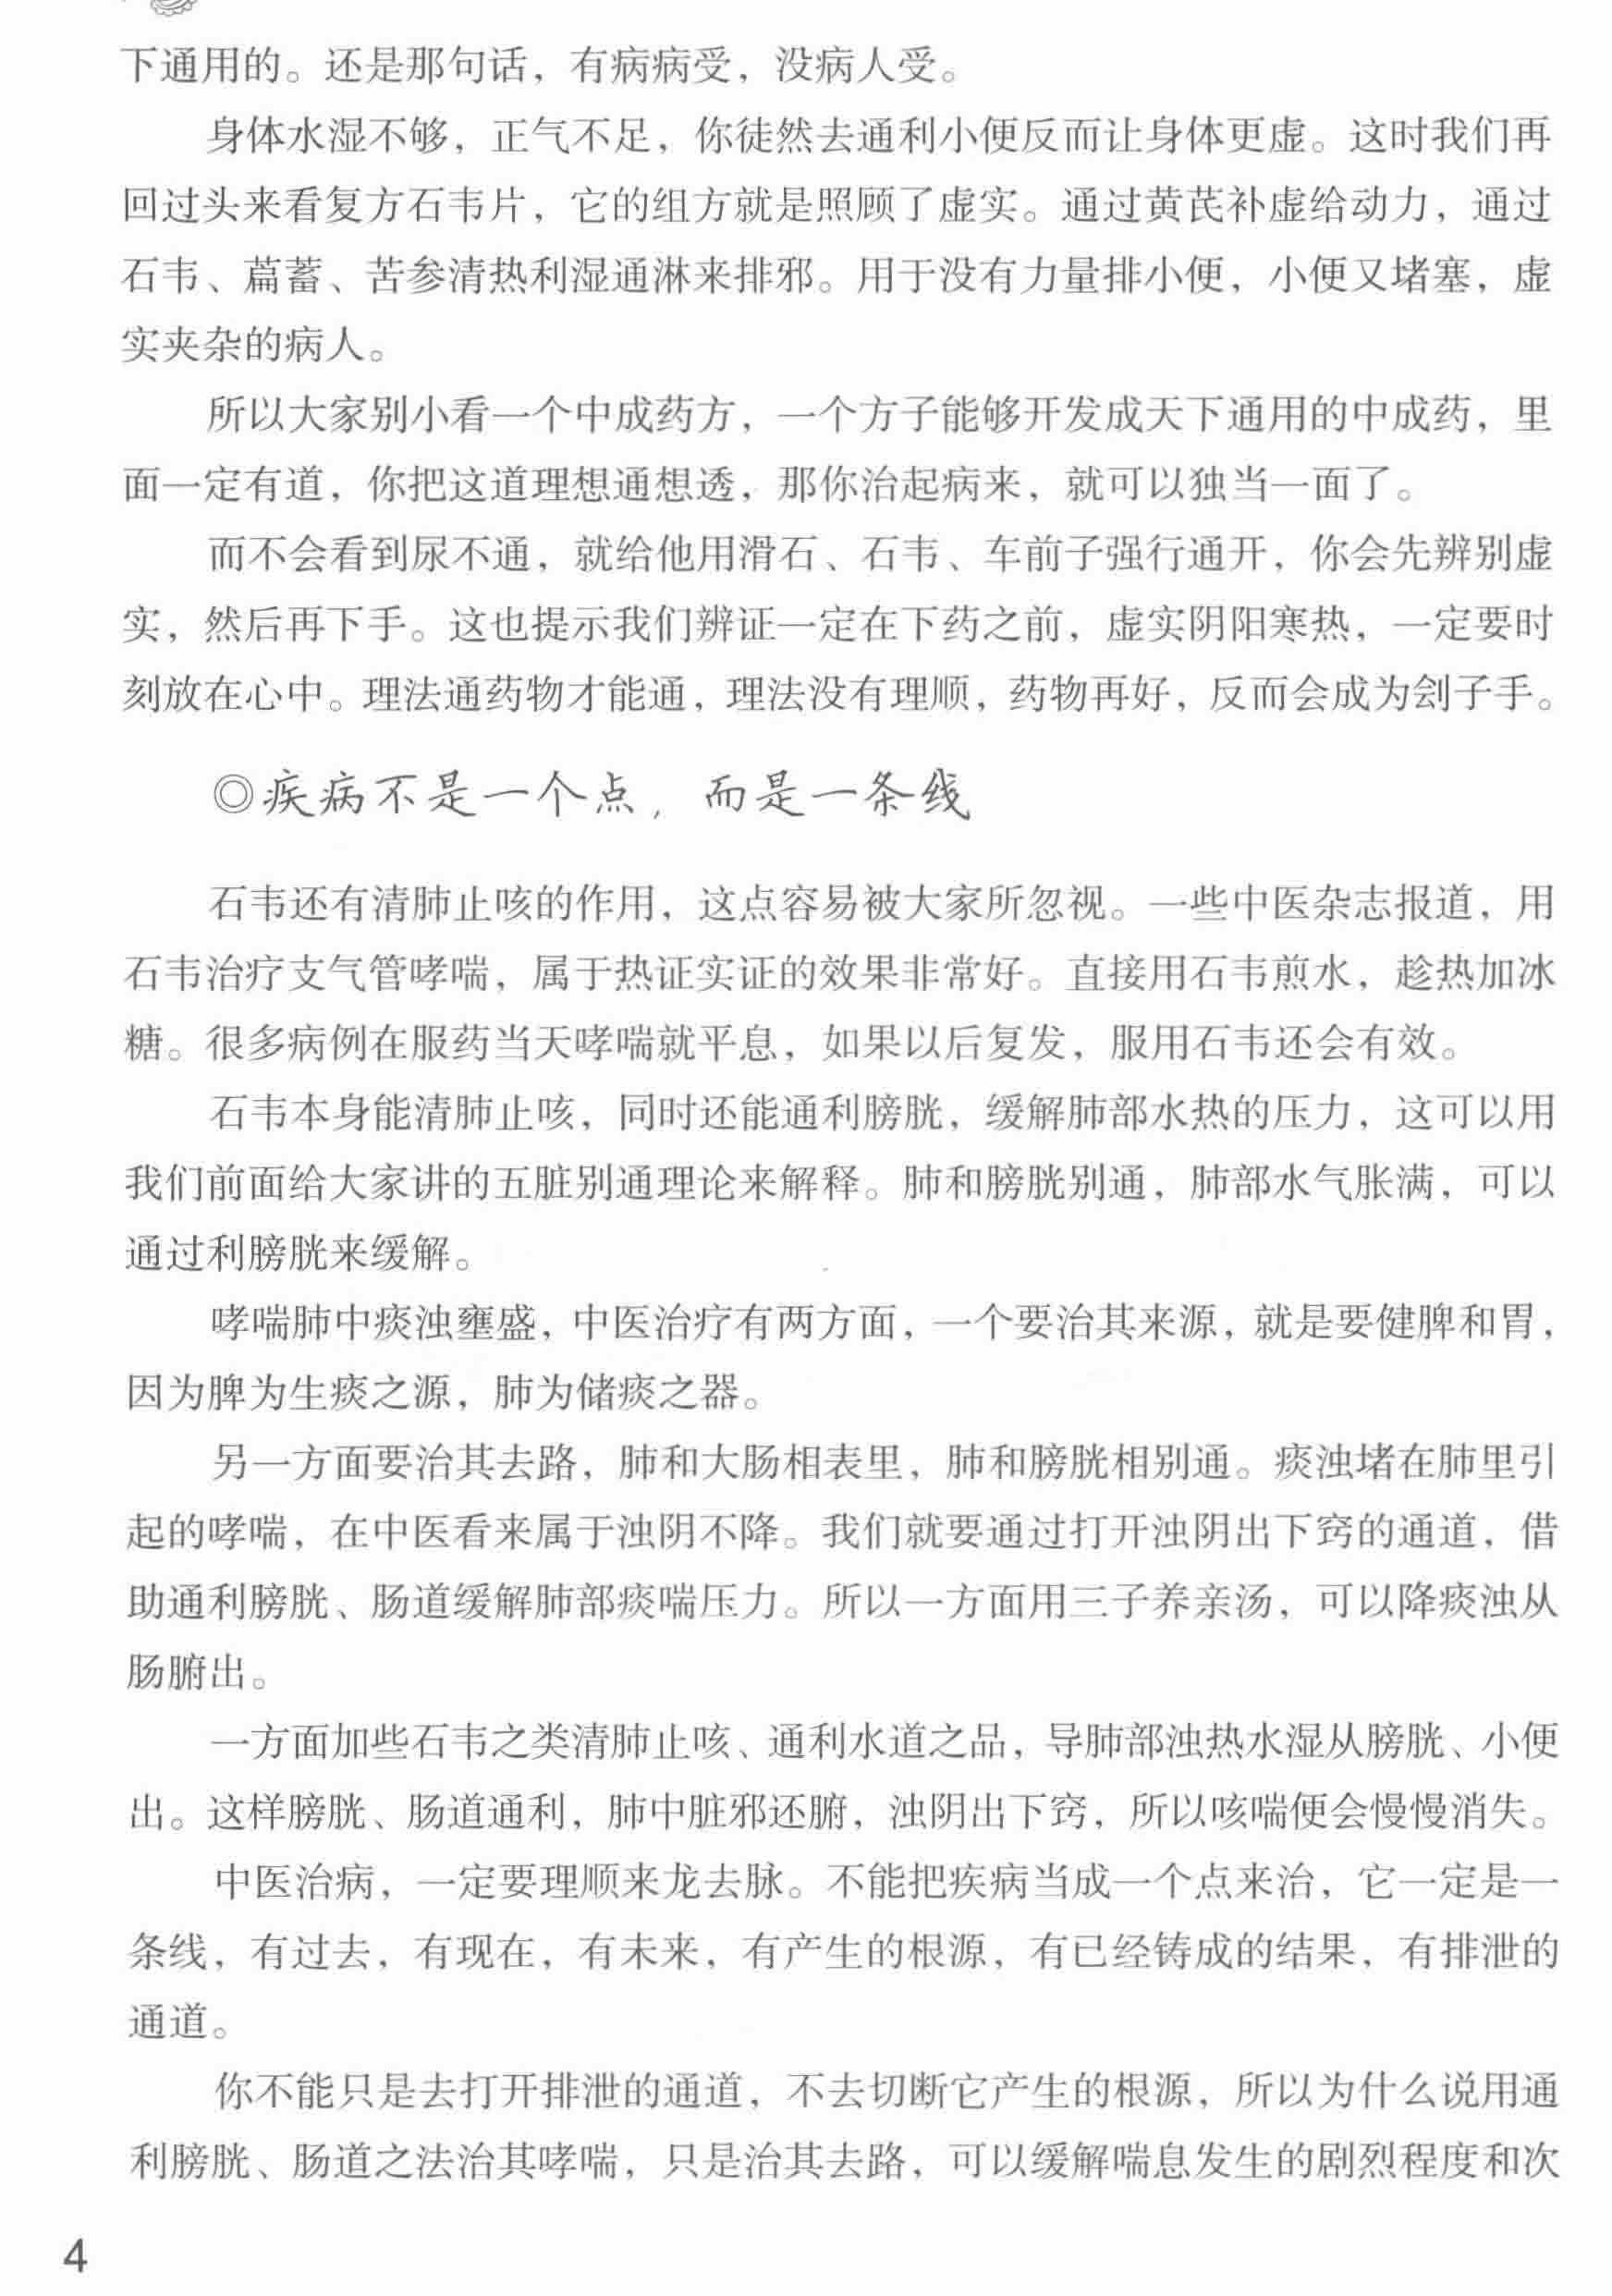 下通用的。还是那句话，有病病受，没病人受。
身体水湿不够，正气不足，你徒然去通利小便反而让身体更虚。这时我们再
回过头来看复方石韦片，它的组方就是照顾了虚实。通过黄芪补虚给动力，通过
石韦、萹蓄、苦参清热利湿通淋来排邪。用于没有力量排小便，小便又堵塞，虚
实夹杂的病人。
所以大家别小看一个中成药方，一个方子能够开发成天下通用的中成药，里
面一定有道，你把这道理想通想透，那你治起病来，就可以独当一面了。
而不会看到尿不通，就给他用滑石、石韦、车前子强行通开，你会先辨别虚
实，然后再下手。这也提示我们辨证一定在下药之前，虚实阴阳寒热，一定要时
刻放在心中。理法通药物才能通，理法没有理顺，药物再好，反而会成为刽子手。
◎疾病不是一个点，而是一条线
石韦还有清肺止咳的作用，这点容易被大家所忽视。一些中医杂志报道，用
石韦治疗支气管哮喘，属于热证实证的效果非常好。直接用石韦煎水，趁热加冰
糖。很多病例在服药当天哮喘就平息，如果以后复发，服用石韦还会有效。
石韦本身能清肺止咳，同时还能通利膀胱，缓解肺部水热的压力，这可以用
我们前面给大家讲的五脏别通理论来解释。肺和膀胱别通，肺部水气胀满，可以
通过利膀胱来缓解。
哮喘肺中痰浊壅盛，中医治疗有两方面，一个要治其来源，就是要健脾和胃，
因为脾为生痰之源，肺为储痰之器。
另一方面要治其去路，肺和大肠相表里，肺和膀胱相别通。痰浊堵在肺里引
起的哮喘，在中医看来属于浊阴不降。我们就要通过打开浊阴出下窍的通道，借
助通利膀胱、肠道缓解肺部痰喘压力。所以一方面用三子养亲汤，可以降痰浊从
肠腑出。
一方面加些石韦之类清肺止咳、通利水道之品，导肺部浊热水湿从膀胱、小便
出。这样膀胱、肠道通利，肺中脏邪还腑，浊阴出下窍，所以咳喘便会慢慢消失。
中医治病，一定要理顺来龙去脉。不能把疾病当成一个点来治，它一定是一
条线，有过去，有现在，有未来，有产生的根源，有已经铸成的结果，有排泄的
通道。
你不能只是去打开排泄的通道，不去切断它产生的根源，所以为什么说用通
利膀胱、肠道之法治其哮喘，只是治其去路，可以缓解喘息发生的剧烈程度和次
4